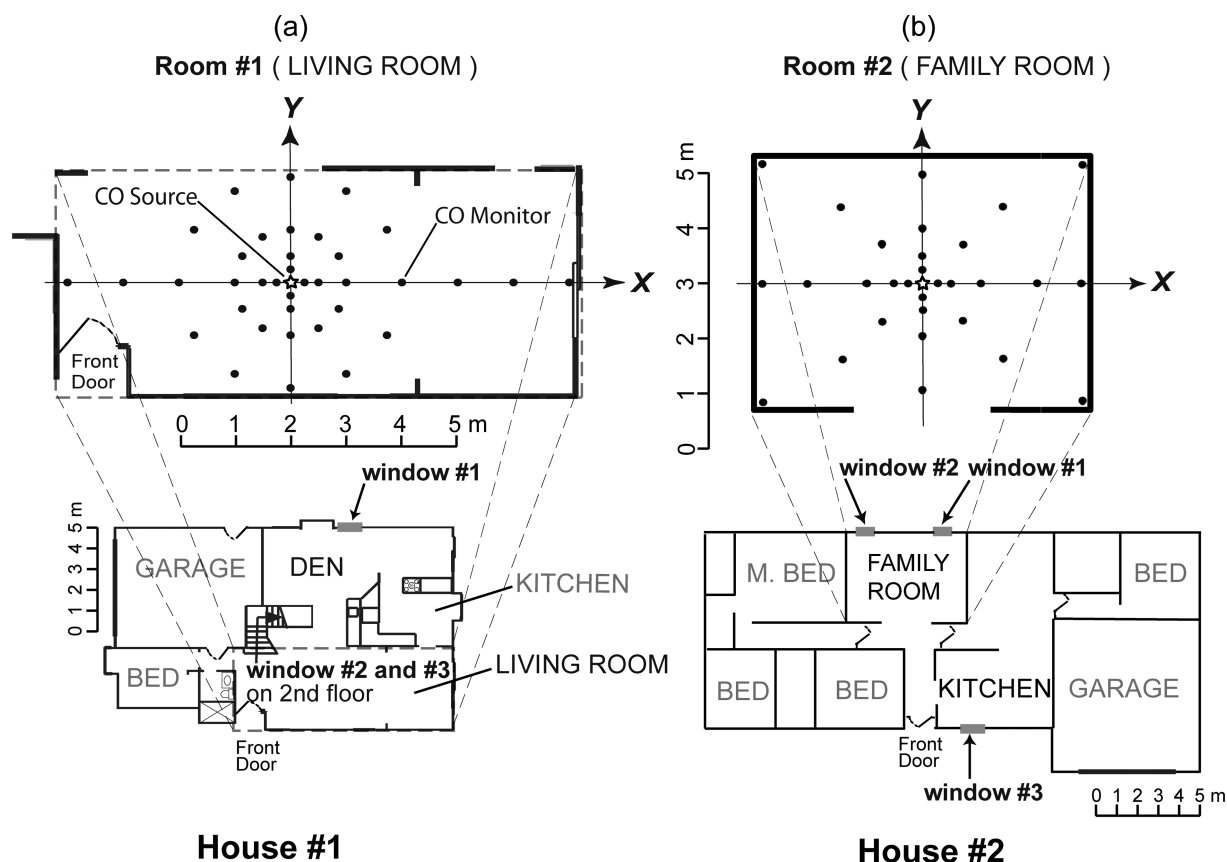 (a)
Room #1 ( LIVING ROOM )
Y
CO Source
CO Monitor
X
Front
Door
0 1 2 3 4 5 m
window #1
5 m
4
3
2
1
0
GARAGE
DEN
KITCHEN
BED
window #2 and #3
on 2nd floor
LIVING ROOM
Front
Door
House #1
(b)
Room #2 ( FAMILY ROOM )
Y
5 m
4
3
2
1
0
X
window #2 window #1
M. BED
FAMILY
ROOM
BED
BED
BED
KITCHEN
GARAGE
Front
Door
window #3
0 1 2 3 4 5 m
House #2